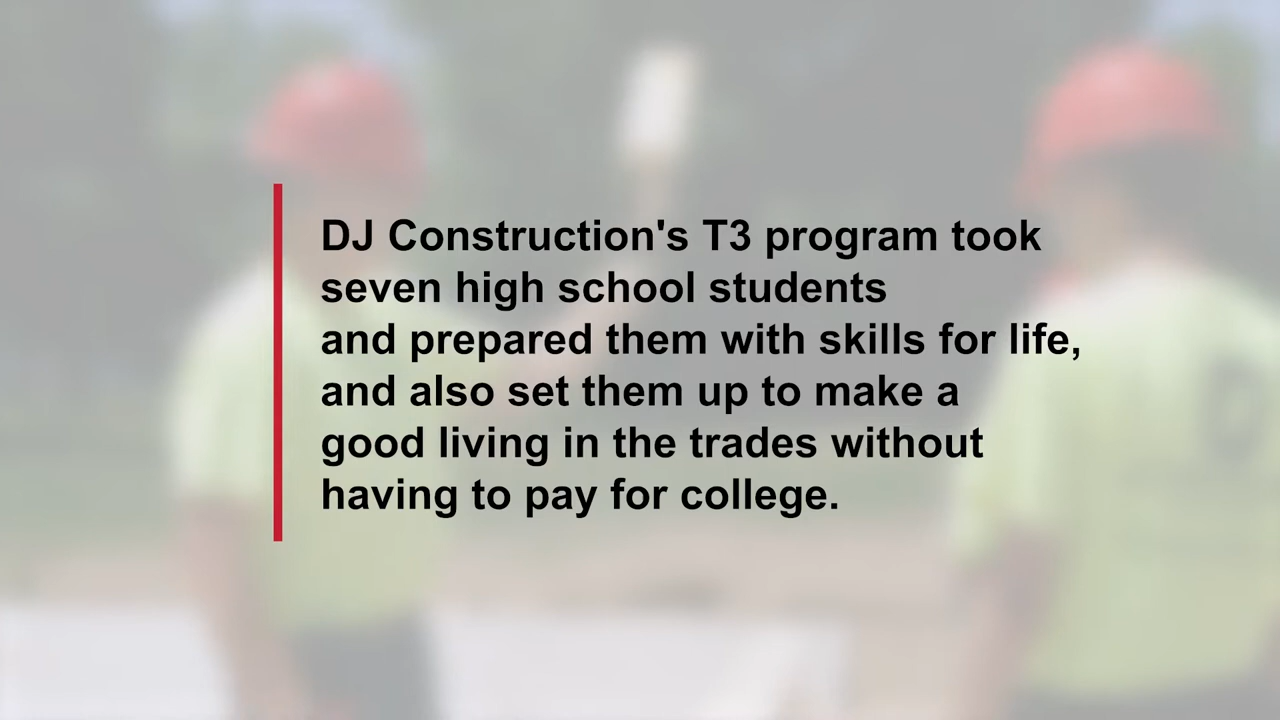 DJ Construction's T3 program took
seven high school students
and prepared them with skills for life,
and also set them up to make a
good living in the trades without
having to pay for college.